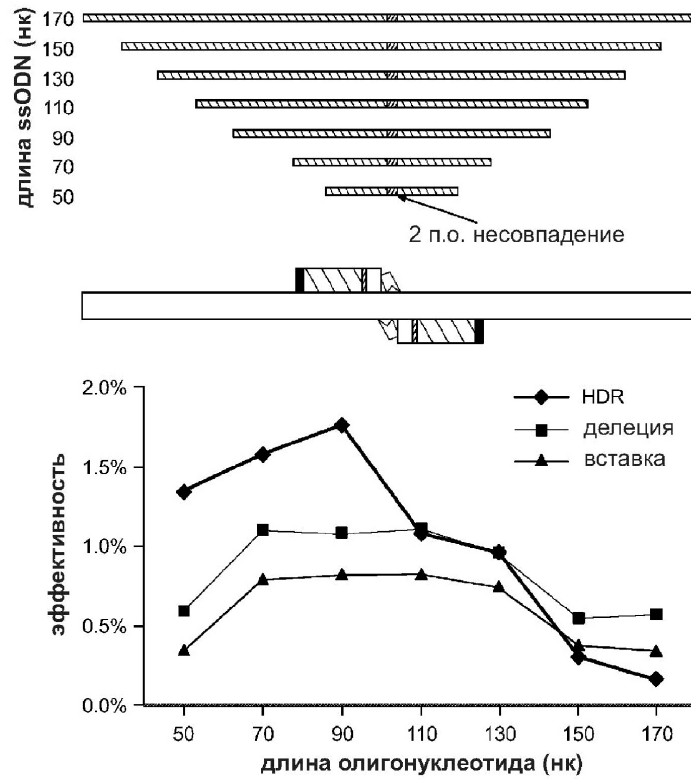 длина ssODN (нк)
170
150
130
110
90
70
50
2 п.о. несовпадение
2.0%
1.5%
1.0%
0.5%
0.0%
эффективность
HDR
делеция
вставка
50 70 90 110 130 150 170
длина олигонуклеотида (нк)